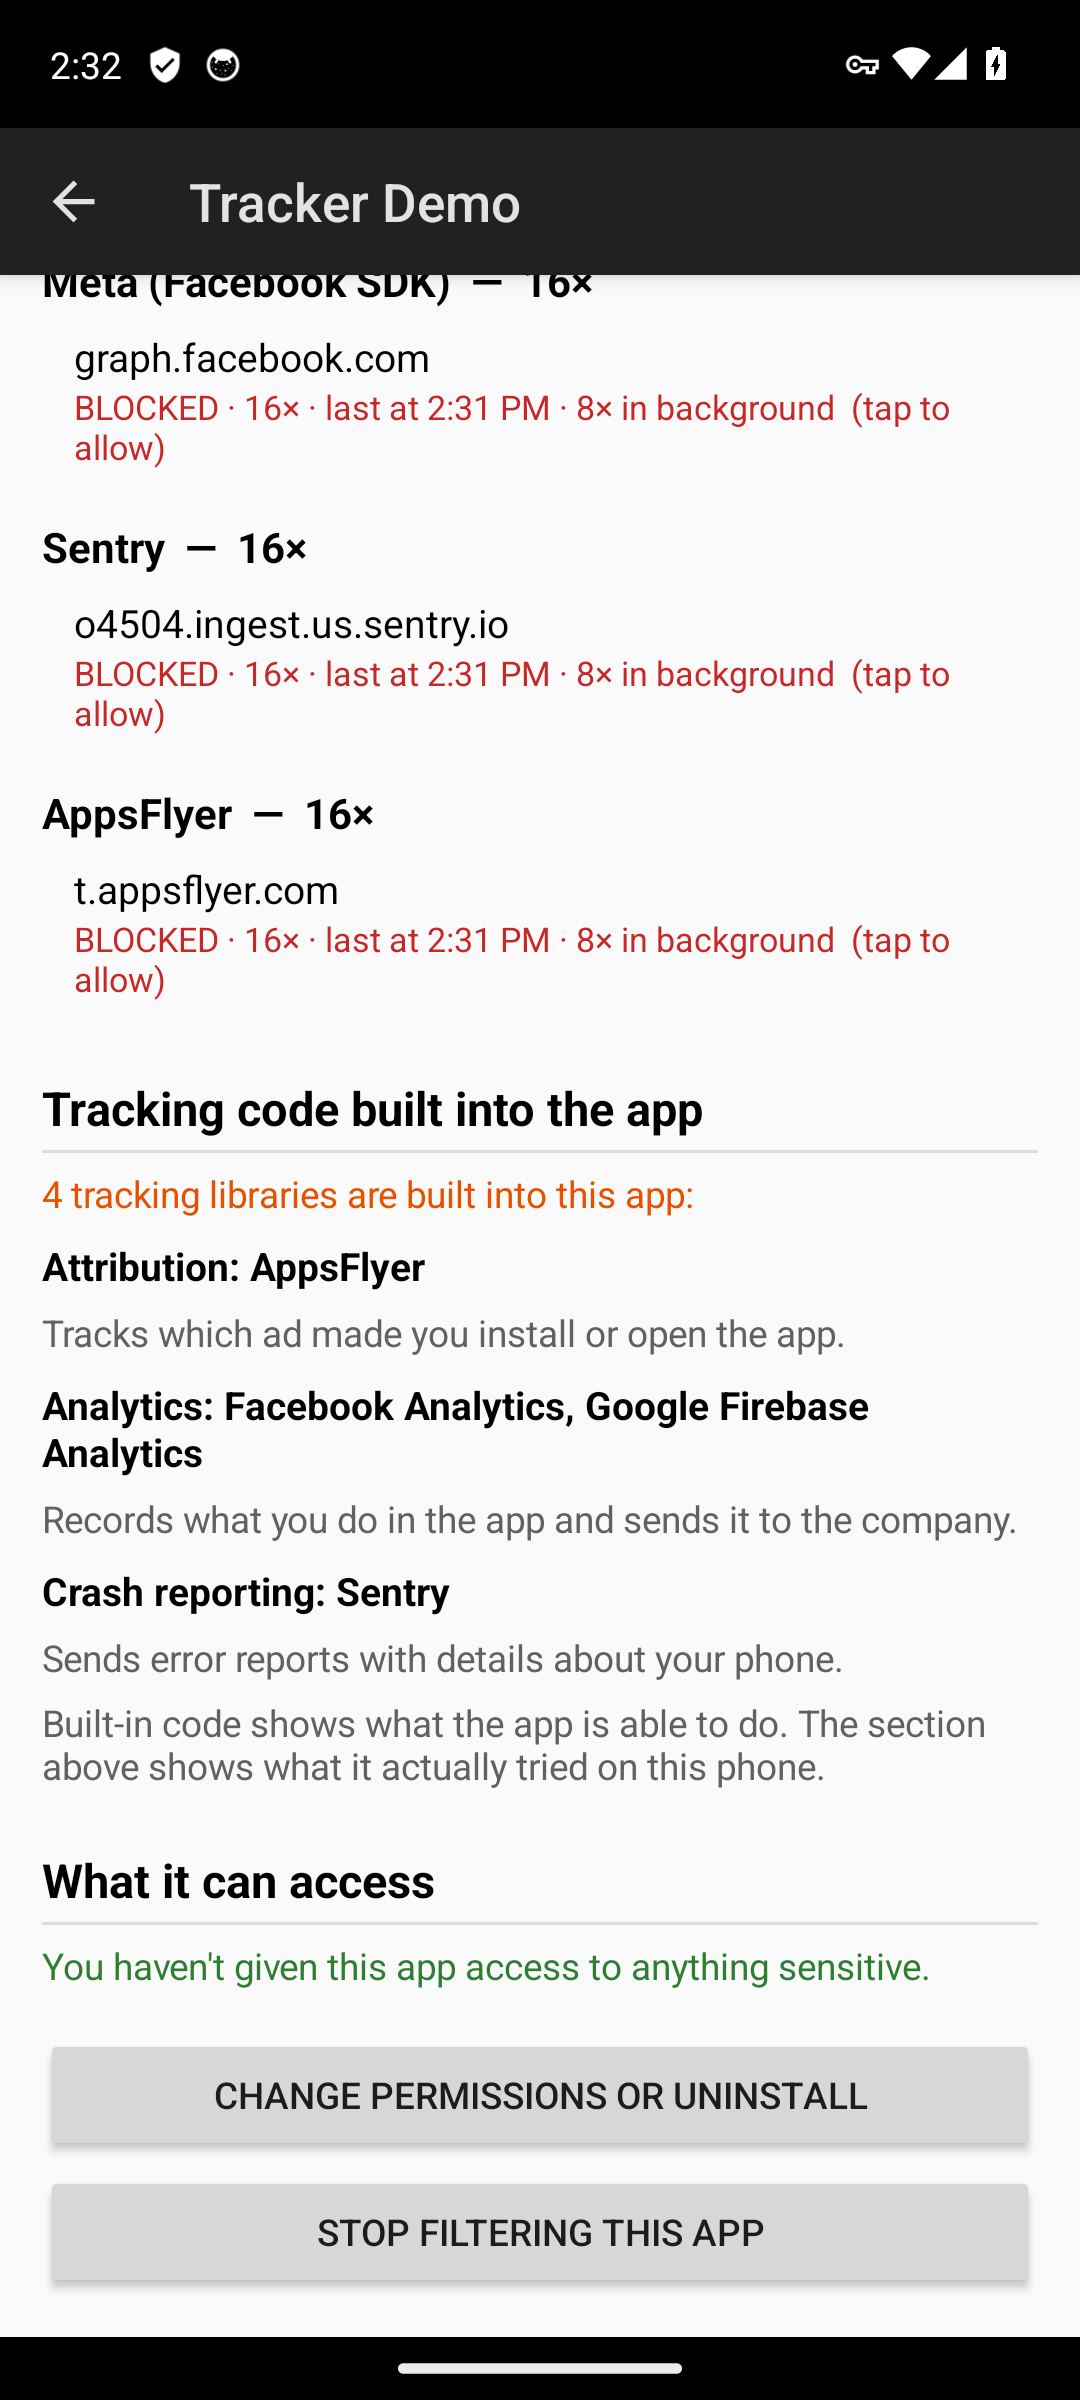 2:32
Tracker Demo
Meta (Facebook SDK) — 16×
graph.facebook.com
BLOCKED · 16× · last at 2:31 PM · 8× in background (tap to
allow)
Sentry — 16×
o4504.ingest.us.sentry.io
BLOCKED · 16× · last at 2:31 PM · 8× in background (tap to
allow)
AppsFlyer — 16×
t.appsflyer.com
BLOCKED · 16× · last at 2:31 PM · 8× in background (tap to
allow)
Tracking code built into the app
4 tracking libraries are built into this app:
Attribution: AppsFlyer
Tracks which ad made you install or open the app.
Analytics: Facebook Analytics, Google Firebase
Analytics
Records what you do in the app and sends it to the company.
Crash reporting: Sentry
Sends error reports with details about your phone.
Built-in code shows what the app is able to do. The section
above shows what it actually tried on this phone.
What it can access
You haven't given this app access to anything sensitive.
CHANGE PERMISSIONS OR UNINSTALL
STOP FILTERING THIS APP